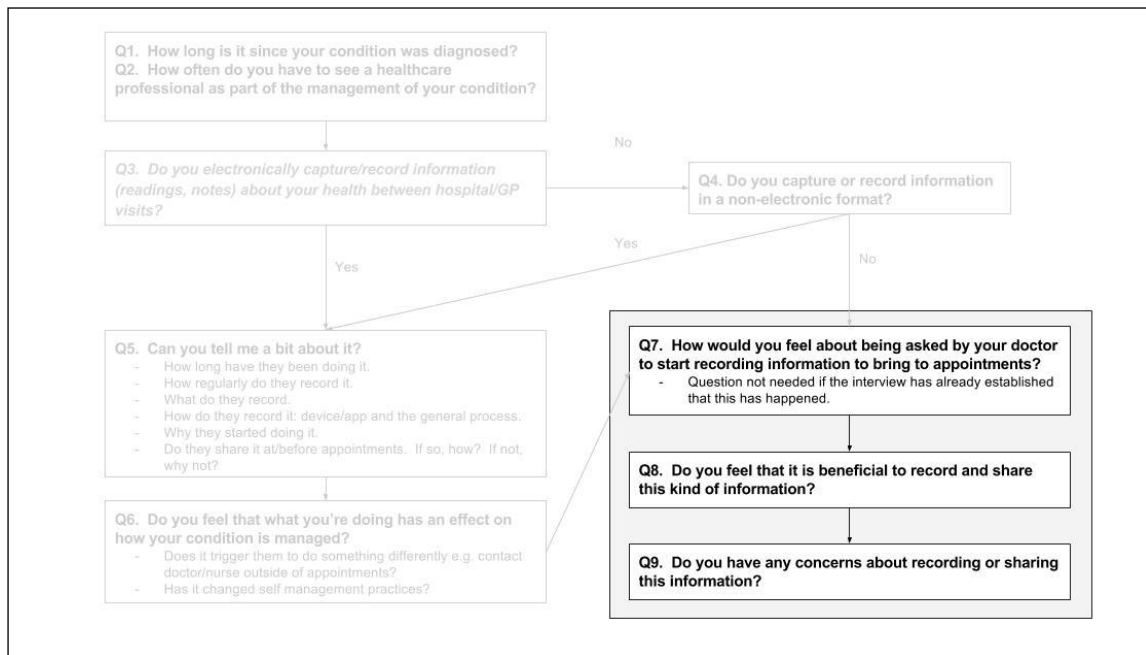 Q1. How long is it since your condition was diagnosed?
Q2. How often do you have to see a healthcare
professional as part of the management of your condition?
No
Q3. Do you electronically capture/record information
(readings, notes) about your health between hospital/GP
visits?
Q4. Do you capture or record information
in a non-electronic format?
Yes
Yes
No
Q5. Can you tell me a bit about it?
- How long have they been doing it.
- How regularly do they record it.
- What do they record.
- How do they record it: device/app and the general process.
- Why they started doing it.
- Do they share it at/before appointments. If so, how? If not,
why not?
Q6. Do you feel that what you're doing has an effect on
how your condition is managed?
- Does it trigger them to do something differently e.g. contact
doctor/nurse outside of appointments?
- Has it changed self management practices?
Q7. How would you feel about being asked by your doctor
to start recording information to bring to appointments?
- Question not needed if the interview has already established
that this has happened.
Q8. Do you feel that it is beneficial to record and share
this kind of information?
Q9. Do you have any concerns about recording or sharing
this information?